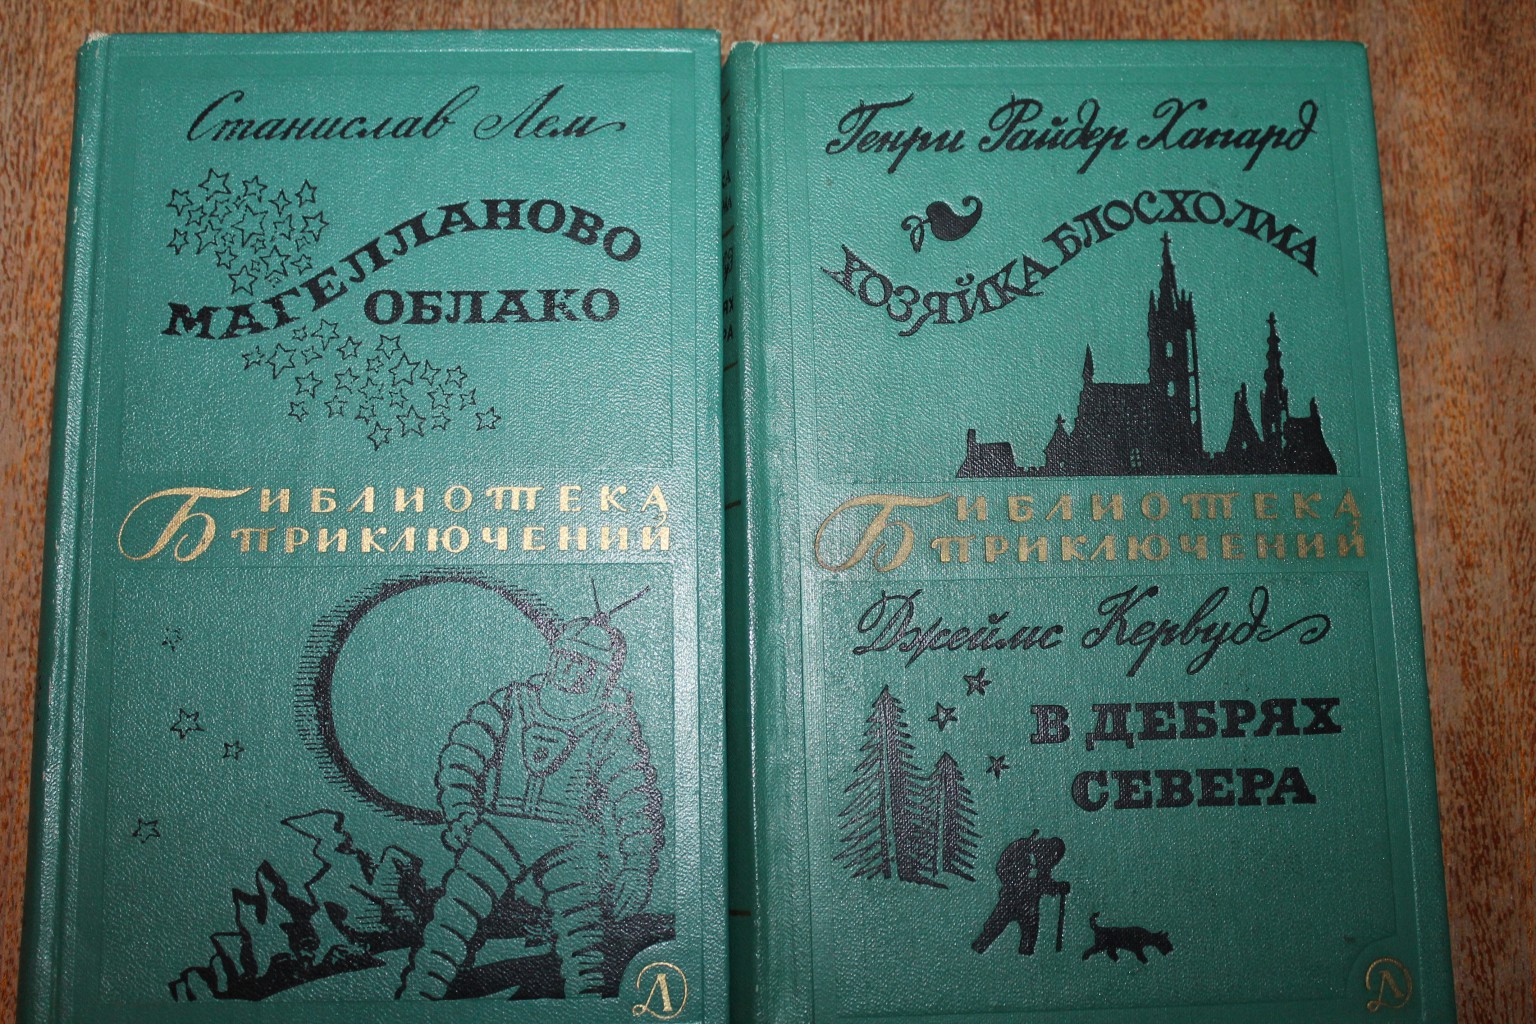 Станислав Лем
МАГЕЛЛАНОВО
ОБЛАКО
БИБЛИОТЕКА
ПРИКЛЮЧЕНИЙ
Д
Генри Райдер Хаггард
ХОЗЯЙКА БЛОСХОЛМА
БИБЛИОТЕКА
ПРИКЛЮЧЕНИЙ
Джеймс Кервуд
В ДЕБРЯХ
СЕВЕРА
Д